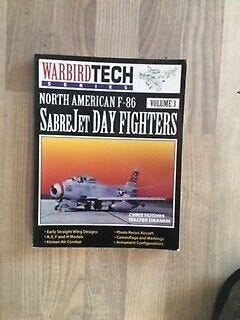 WARBIRDTECH
SERIES
NORTH AMERICAN F-86
VOLUME 3
SABREJET DAY FIGHTERS
CHRIS HUGHES
WALTER DRANEM
• Early Straight Wing Designs
• A, E, F and H Models
• Korean Air Combat
• Photo Recon Aircraft
• Camouflage and Markings
• Armament Configurations